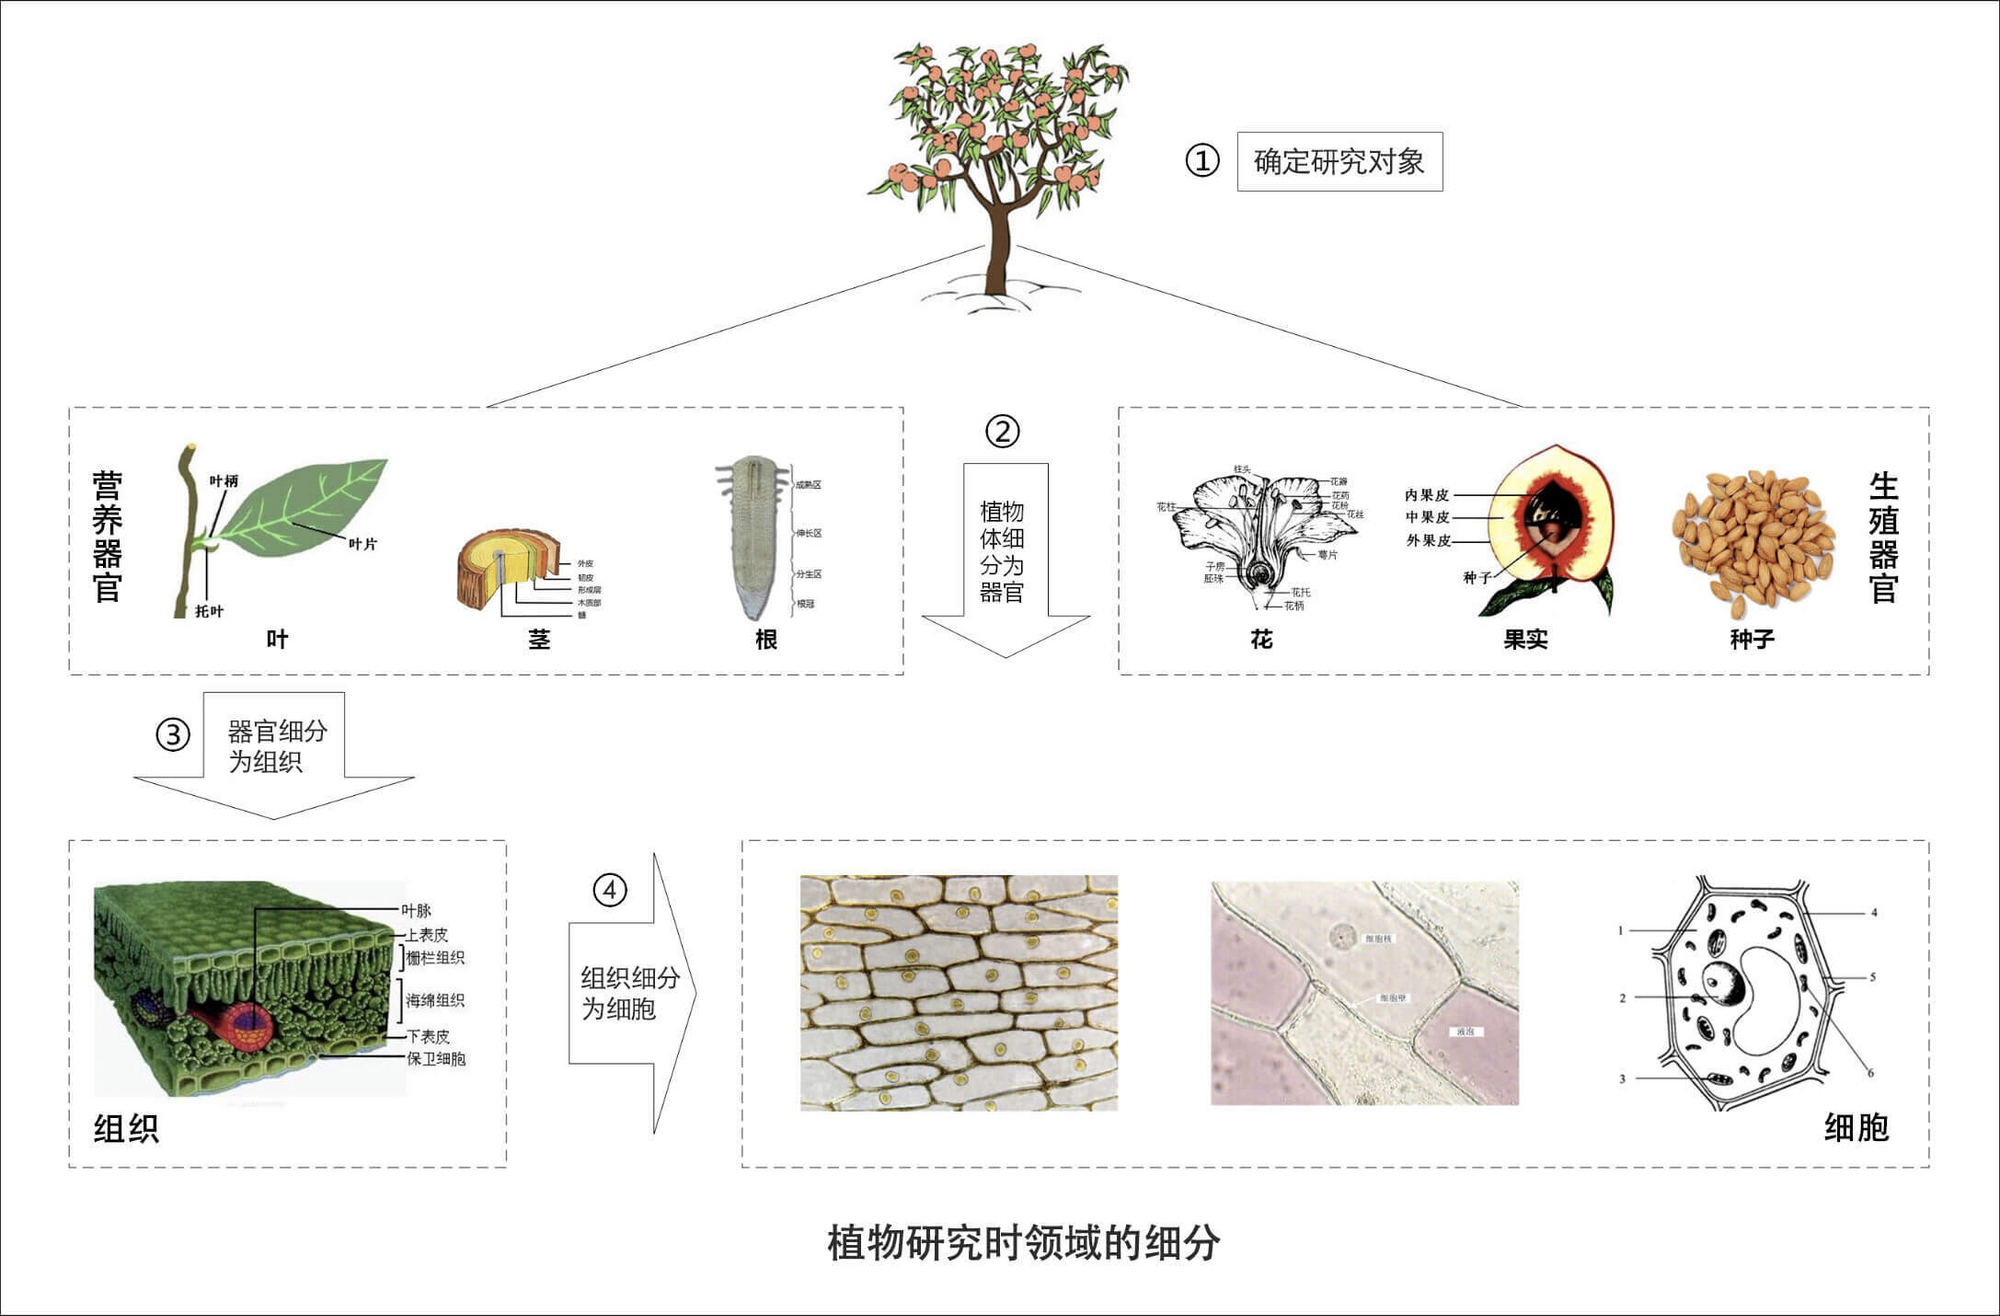 ①
确定研究对象
营养器官
叶柄
叶片
托叶
叶
外皮
韧皮
形成层
木质部
髓
茎
成熟区
伸长区
分生区
根冠
根
②
植物
体细
分为
器官
柱头
花瓣
花药
花粉
花丝
花柱
萼片
子房
胚珠
花托
花柄
花
内果皮
中果皮
外果皮
种子
果实
种子
生殖器官
③
器官细分
为组织
叶脉
上表皮
栅栏组织
海绵组织
下表皮
保卫细胞
组织
④
组织细分
为细胞
细胞核
细胞壁
液泡
1
2
3
4
5
6
细胞
植物研究时领域的细分